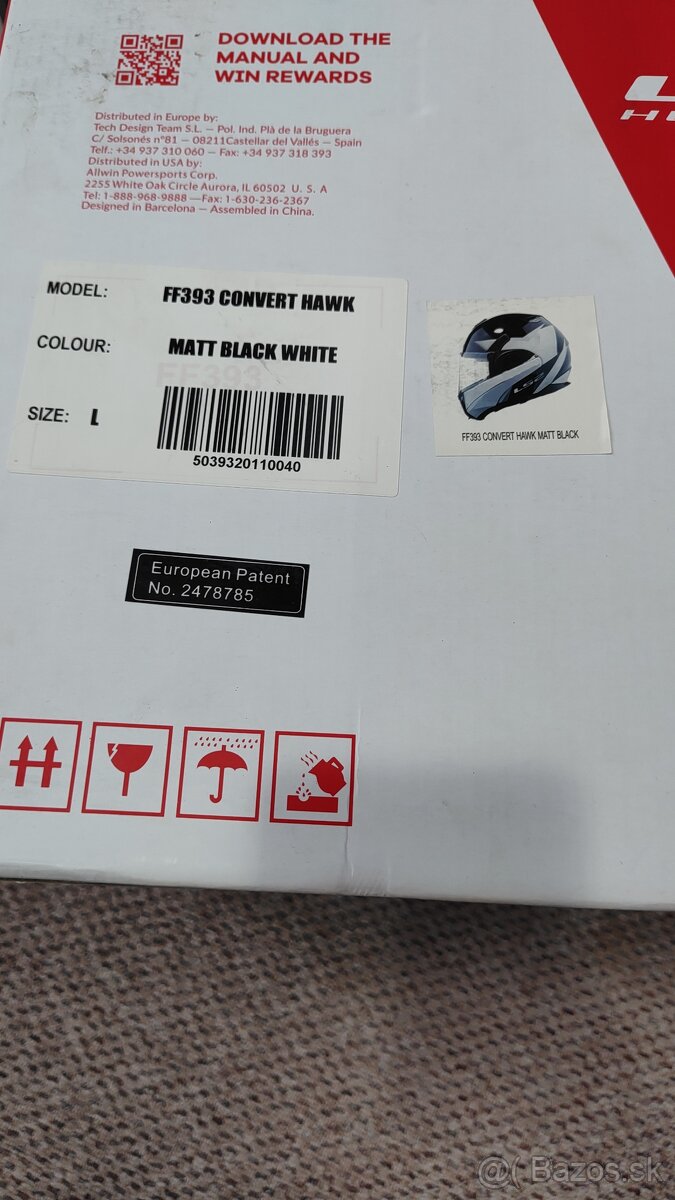 DOWNLOAD THE
MANUAL AND
WIN REWARDS
Distributed in Europe by:
Tech Design Team S.L. — Pol. Ind. Plà de la Bruguera
C/ Solsonés nº81 — 08211Castellar del Vallés — Spain
Telf.: +34 937 310 060 — Fax: +34 937 318 393
Distributed in USA by:
Allwin Powersports Corp.
2255 White Oak Circle Aurora, IL 60502 U. S. A
Tel: 1-888-968-9888 —Fax: 1-630-236-2367
Designed in Barcelona — Assembled in China.
MODEL: FF393 CONVERT HAWK
COLOUR: MATT BLACK WHITE
FF393
SIZE: L
5039320110040
LS2
FF393 CONVERT HAWK MATT BLACK
European Patent
No. 2478785
@( Bazos.sk